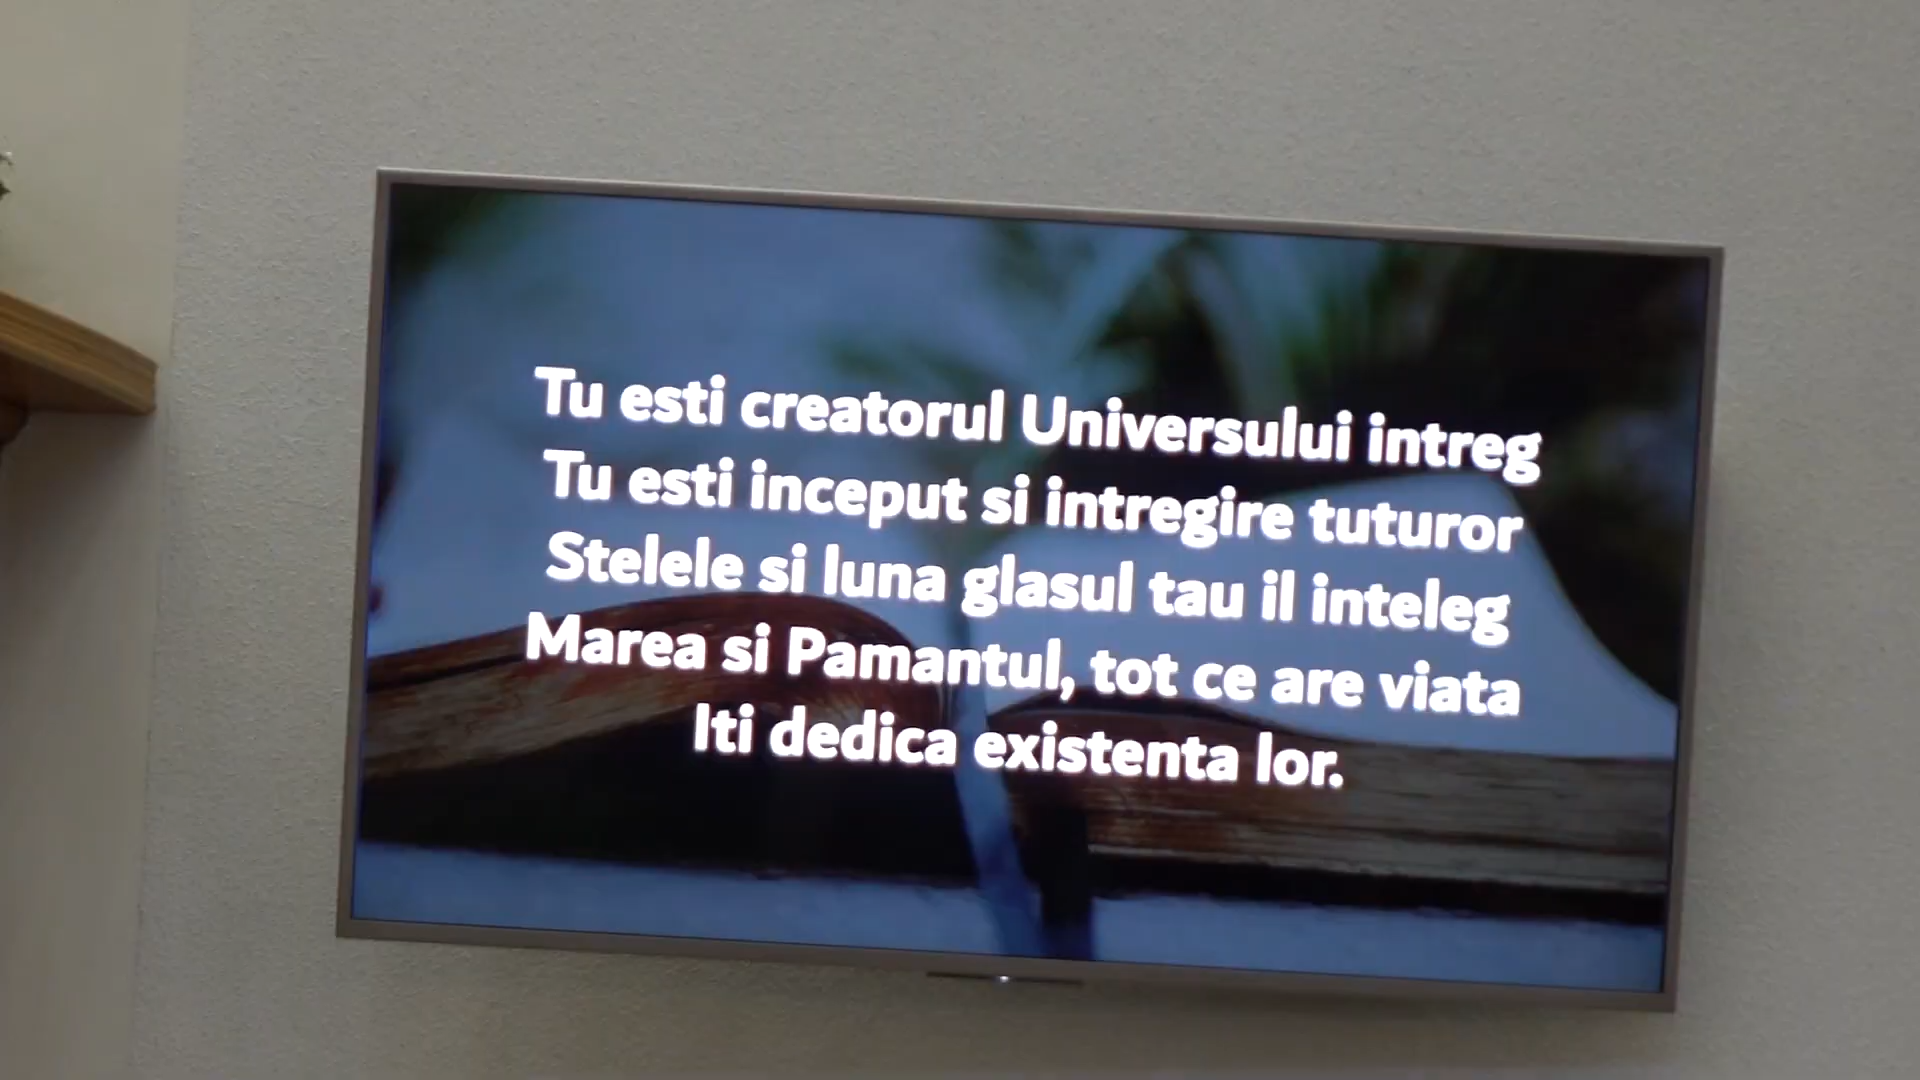 Tu esti creatorul Universului intreg
Tu esti inceput si intregire tuturor
Stelele si luna glasul tau il inteleg
Marea si Pamantul, tot ce are viata
Iti dedica existenta lor.